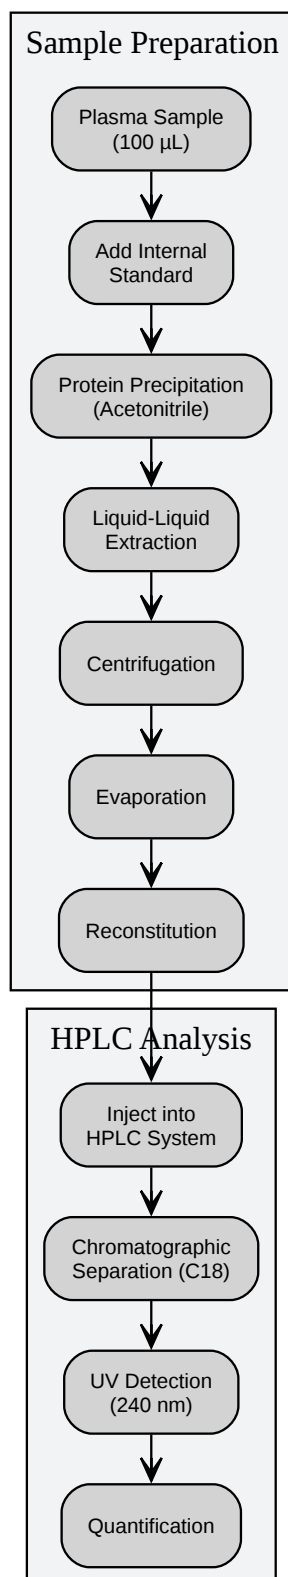 Sample Preparation
Plasma Sample
(100 µL)
Add Internal
Standard
Protein Precipitation
(Acetonitrile)
Liquid-Liquid
Extraction
Centrifugation
Evaporation
Reconstitution
HPLC Analysis
Inject into
HPLC System
Chromatographic
Separation (C18)
UV Detection
(240 nm)
Quantification